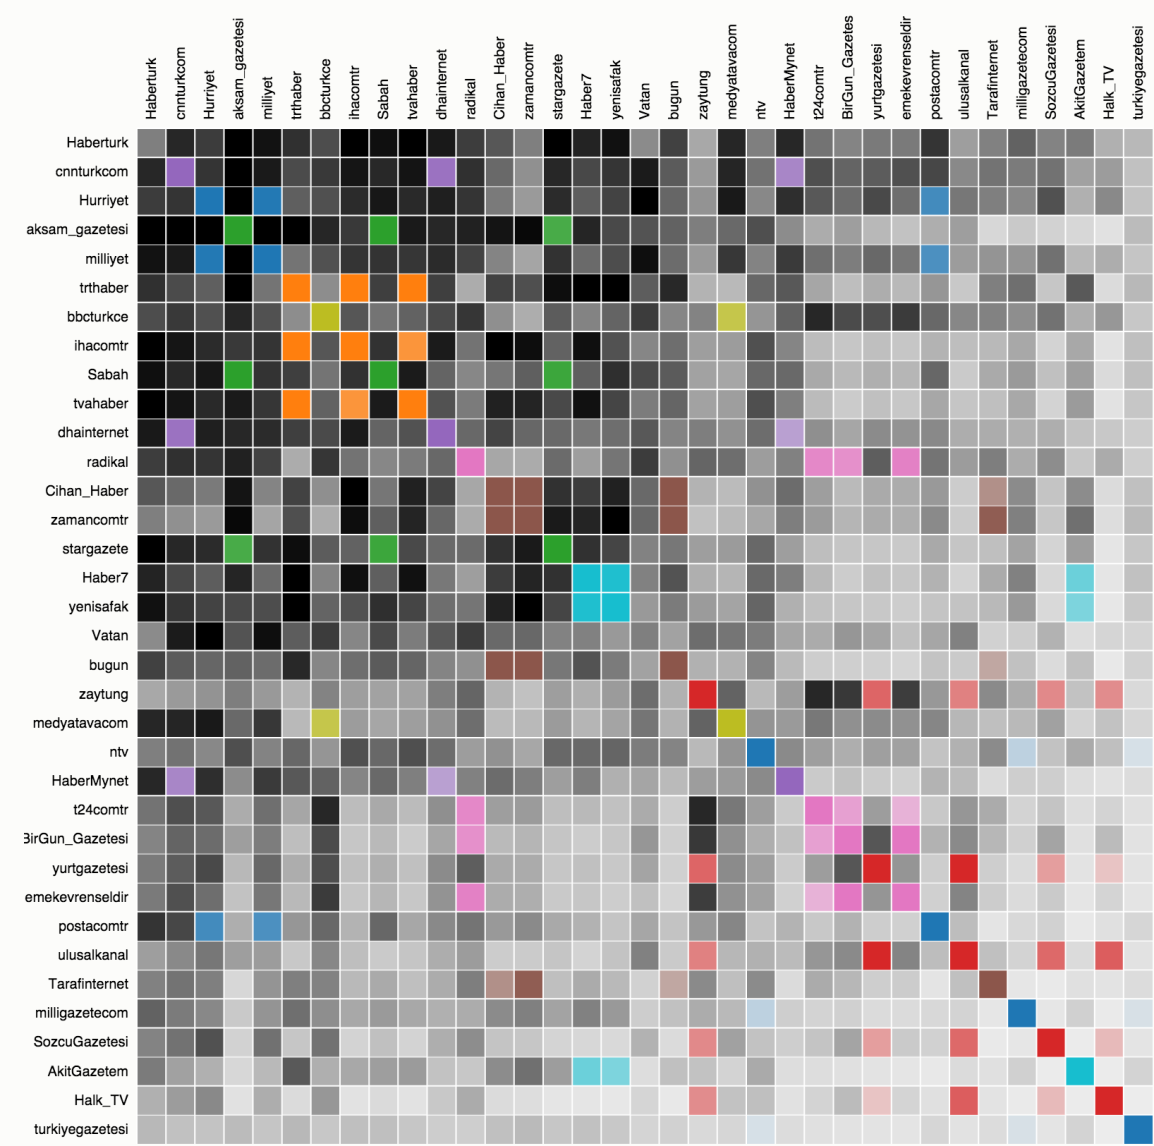 Haberturk
cnnturkcom
Hurriyet
aksam_gazetesi
milliyet
trthaber
bbcturkce
ihacomtr
Sabah
tvahaber
dhainternet
radikal
Cihan_Haber
zamancomtr
stargazete
Haber7
yenisafak
Vatan
bugun
zaytung
medyatavacom
ntv
HaberMynet
t24comtr
BirGun_Gazetes
yurtgazetesi
emekevrenseldir
postacomtr
ulusalkanal
Tarafinternet
milligazetecom
SozcuGazetesi
AkitGazetem
Halk_TV
turkiyegazetesi
Haberturk
cnnturkcom
Hurriyet
aksam_gazetesi
milliyet
trthaber
bbcturkce
ihacomtr
Sabah
tvahaber
dhainternet
radikal
Cihan_Haber
zamancomtr
stargazete
Haber7
yenisafak
Vatan
bugun
zaytung
medyatavacom
ntv
HaberMynet
t24comtr
BirGun_Gazetesi
yurtgazetesi
emekevrenseldir
postacomtr
ulusalkanal
Tarafinternet
milligazetecom
SozcuGazetesi
AkitGazetem
Halk_TV
turkiyegazetesi